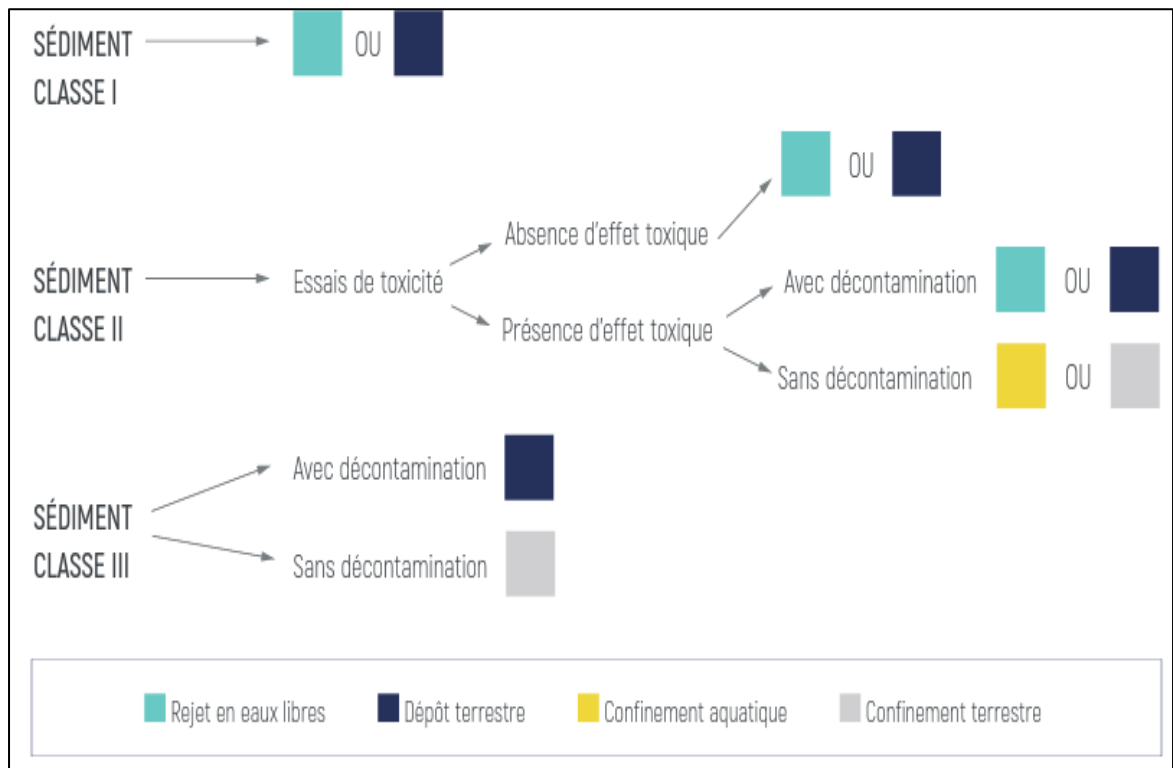 SÉDIMENT
CLASSE I
OU
OU
Absence d'effet toxique
SÉDIMENT
CLASSE II
Essais de toxicité
Présence d'effet toxique
Avec décontamination
OU
Sans décontamination
OU
SÉDIMENT
CLASSE III
Avec décontamination
Sans décontamination
Rejet en eaux libres
Dépôt terrestre
Confinement aquatique
Confinement terrestre